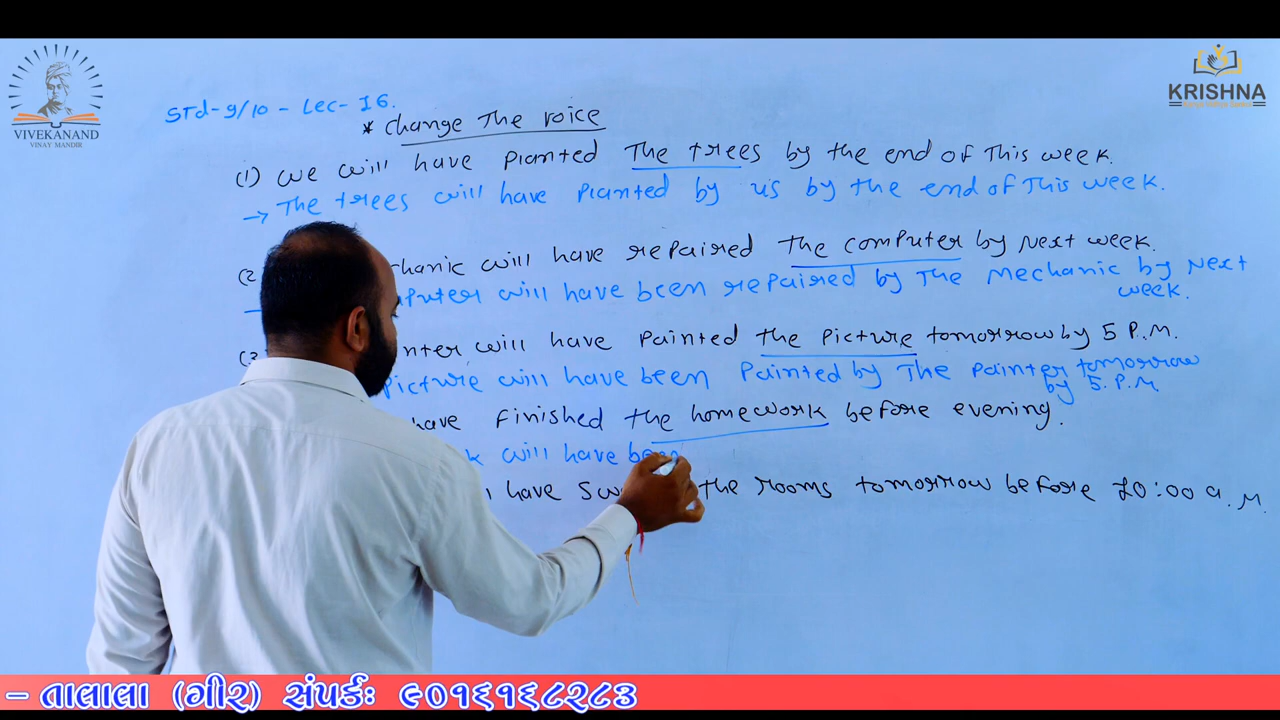 VIVEKANAND
VINAY MANDIR
KRISHNA
STd-9/10 - Lec-16.
* Change The voice
(1) We will have Planted The trees by the end of This week.
→ The trees will have Planted by us by the end of This week.
(2) will have repaired the computer by Next week.
will have been repaired by The Mechanic by Next week.
(3) will have Painted the Picture tomorrow by 5 P.M.
Picture will have been Painted by The Painter tomorrow by 5.P.M
have Finished the homework before evening.
will have been
have the rooms tomorrow before 10:00 a.M.
– તાલાલા (ગીર) સંપર્કઃ ૯૦૧૬૧૬૮૨૮૩